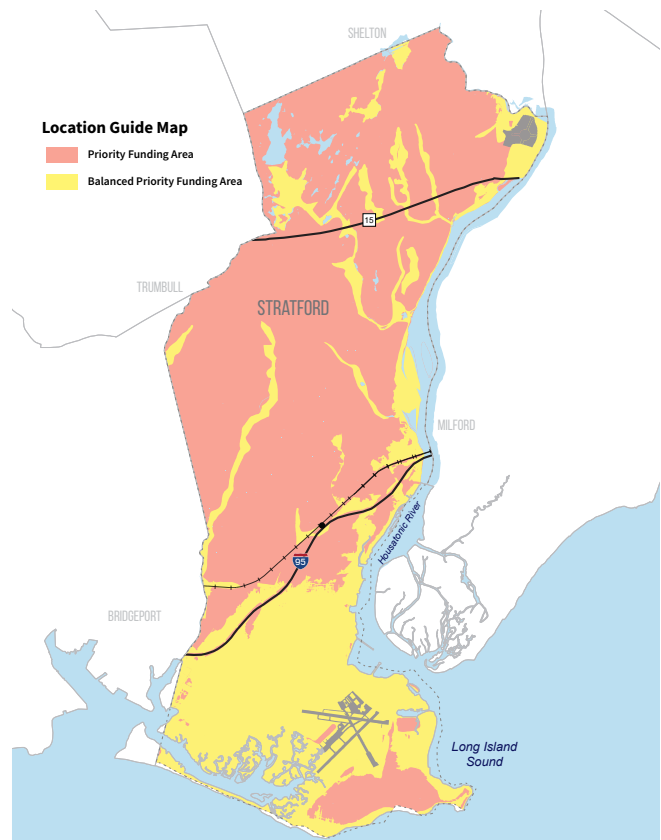 SHELTON
Location Guide Map
Priority Funding Area
Balanced Priority Funding Area
15
TRUMBULL
STRATFORD
MILFORD
Housatonic River
95
BRIDGEPORT
Long Island
Sound